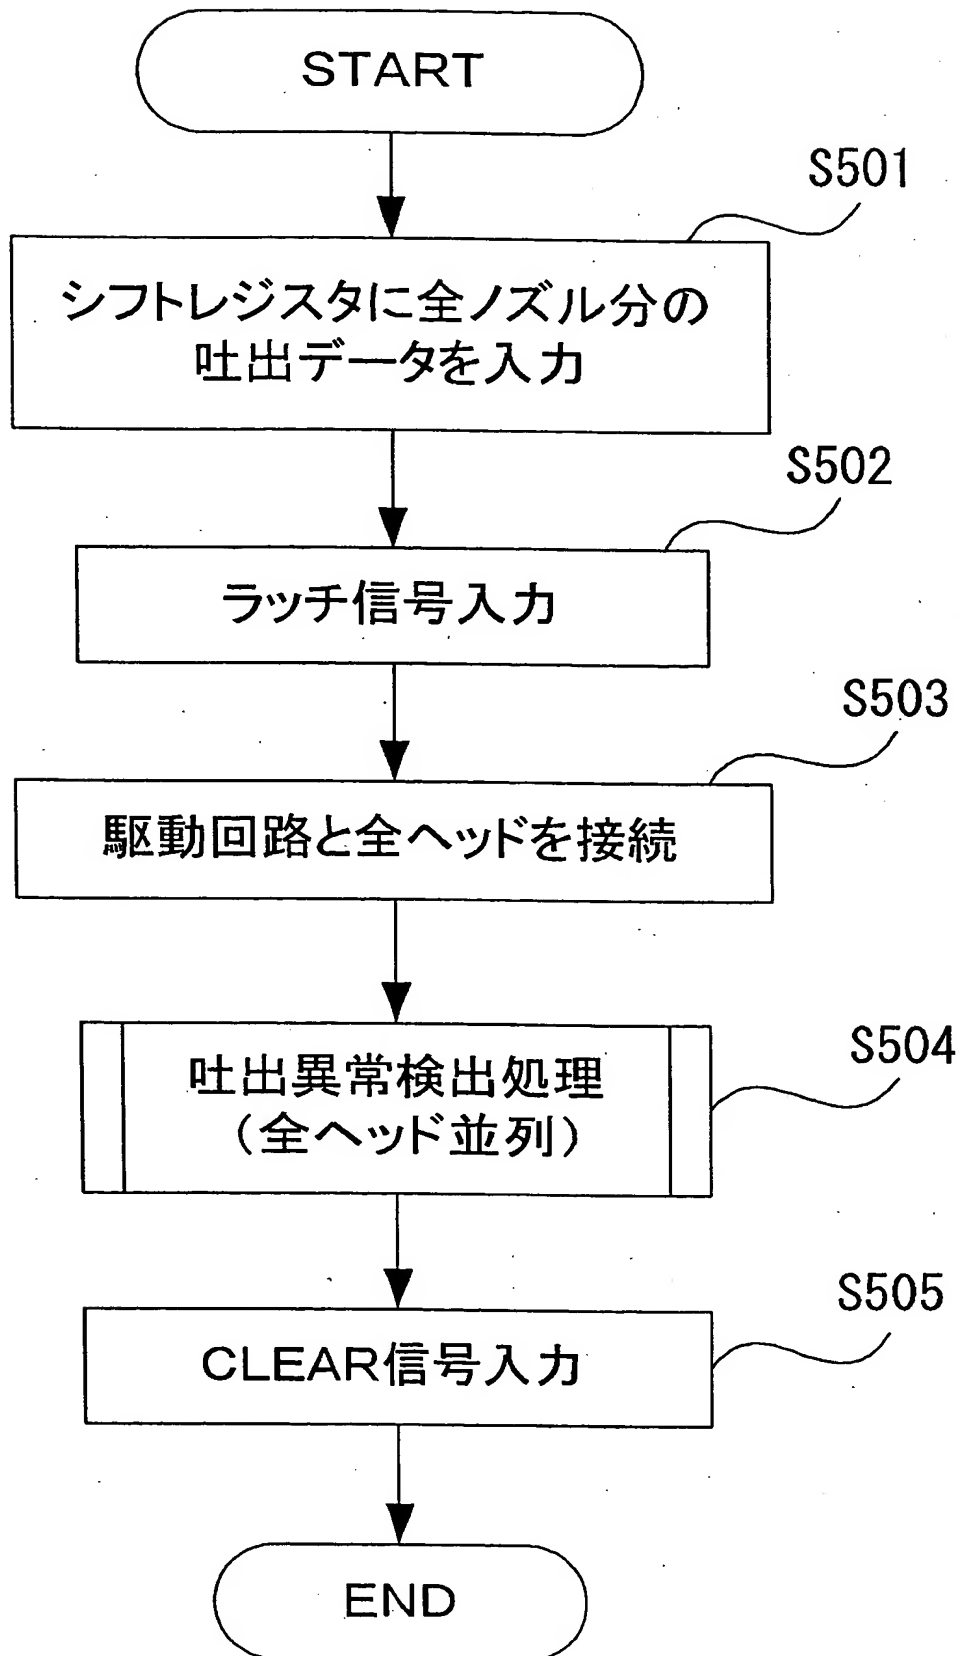 START
S501
シフトレジスタに全ノズル分の
吐出データを入力
S502
ラッチ信号入力
S503
駆動回路と全ヘッドを接続
S504
吐出異常検出処理
（全ヘッド並列）
S505
CLEAR信号入力
END